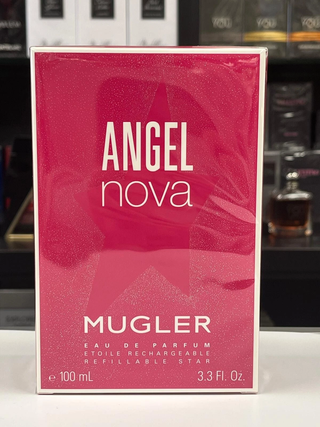 ANGEL
nova
MUGLER
EAU DE PARFUM
ETOILE RECHARGEABLE
REFILLABLE STAR
℮ 100 mL 3.3 Fl. Oz.